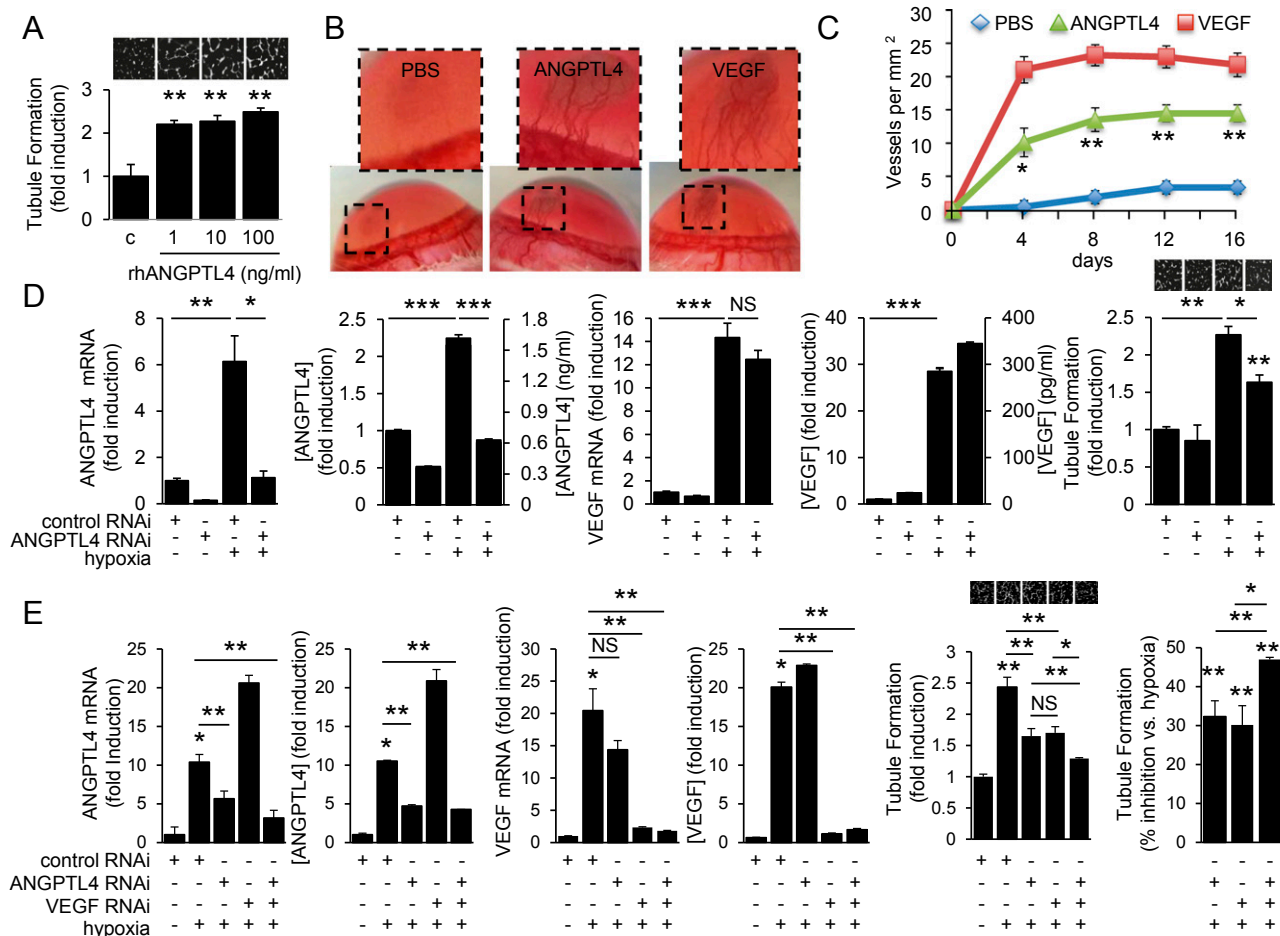 A
3
2
1
0
Tubule Formation
(fold induction)
** ** **
c 1 10 100
rhANGPTL4 (ng/ml)
B
PBS
ANGPTL4
VEGF
C
PBS ANGPTL4 VEGF
Vessels per mm2
30
25
20
15
10
5
0
*
**
**
**
0 4 8 12 16
days
D
ANGPTL4 mRNA
(fold induction)
8
6
4
2
0
** *
[ANGPTL4]
(fold induction)
2.5
2
1.5
1
0.5
0
*** ***
1.8
1.5
1.2
0.9
0.6
0.3
0
[ANGPTL4] (ng/ml)
VEGF mRNA (fold induction)
16
14
12
10
8
6
4
2
0
*** NS
[VEGF] (fold induction)
40
30
20
10
0
***
400
300
200
100
0
[VEGF] (pg/ml)
Tubule Formation
(fold induction)
2.5
2
1.5
1
0.5
0
** *
**
control RNAi + - + - + - + - + - + - + - + - + - + -
ANGPTL4 RNAi - + - + - + - + - + - + - + - + - + - +
hypoxia - - + + - - + + - - + + - - + + - - + +
E
ANGPTL4 mRNA
(fold Induction)
25
20
15
10
5
0
**
**
*
[ANGPTL4] (fold induction)
25
20
15
10
5
0
**
**
*
VEGF mRNA (fold induction)
30
25
20
15
10
5
0
**
**
NS
*
[VEGF] (fold induction)
25
20
15
10
5
0
**
**
*
Tubule Formation
(fold induction)
3
2.5
2
1.5
1
0.5
0
**
** *
** **
NS
Tubule Formation
(% inhibition vs. hypoxia)
50
40
30
20
10
0
*
**
** ** **
control RNAi + + - - - + + - - - + + - - - + + - - - + + - - - - - -
ANGPTL4 RNAi - - + - + - - + - + - - + - + - - + - + - - + - + + - +
VEGF RNAi - - - + + - - - + + - - - + + - - - + + - - - + + - + +
hypoxia - + + + + - + + + + - + + + + - + + + + - + + + + + + +